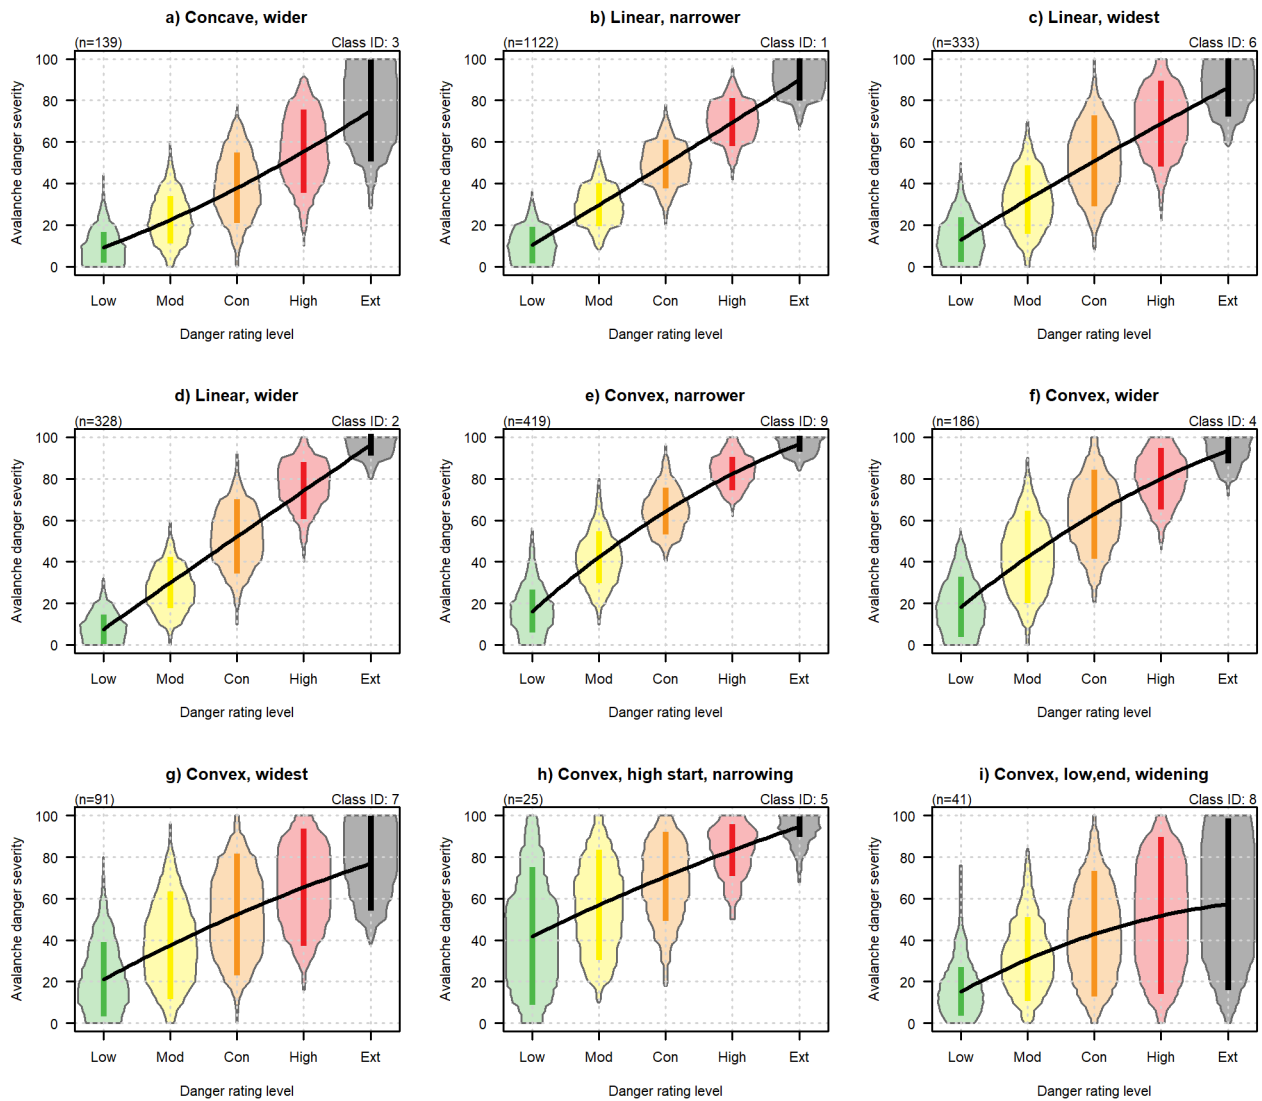 a) Concave, wider
(n=139) Class ID: 3
Avalanche danger severity
100
80
60
40
20
0
Low Mod Con High Ext
Danger rating level
b) Linear, narrower
(n=1122) Class ID: 1
Avalanche danger severity
100
80
60
40
20
0
Low Mod Con High Ext
Danger rating level
c) Linear, widest
(n=333) Class ID: 6
Avalanche danger severity
100
80
60
40
20
0
Low Mod Con High Ext
Danger rating level
d) Linear, wider
(n=328) Class ID: 2
Avalanche danger severity
100
80
60
40
20
0
Low Mod Con High Ext
Danger rating level
e) Convex, narrower
(n=419) Class ID: 9
Avalanche danger severity
100
80
60
40
20
0
Low Mod Con High Ext
Danger rating level
f) Convex, wider
(n=186) Class ID: 4
Avalanche danger severity
100
80
60
40
20
0
Low Mod Con High Ext
Danger rating level
g) Convex, widest
(n=91) Class ID: 7
Avalanche danger severity
100
80
60
40
20
0
Low Mod Con High Ext
Danger rating level
h) Convex, high start, narrowing
(n=25) Class ID: 5
Avalanche danger severity
100
80
60
40
20
0
Low Mod Con High Ext
Danger rating level
i) Convex, low,end, widening
(n=41) Class ID: 8
Avalanche danger severity
100
80
60
40
20
0
Low Mod Con High Ext
Danger rating level